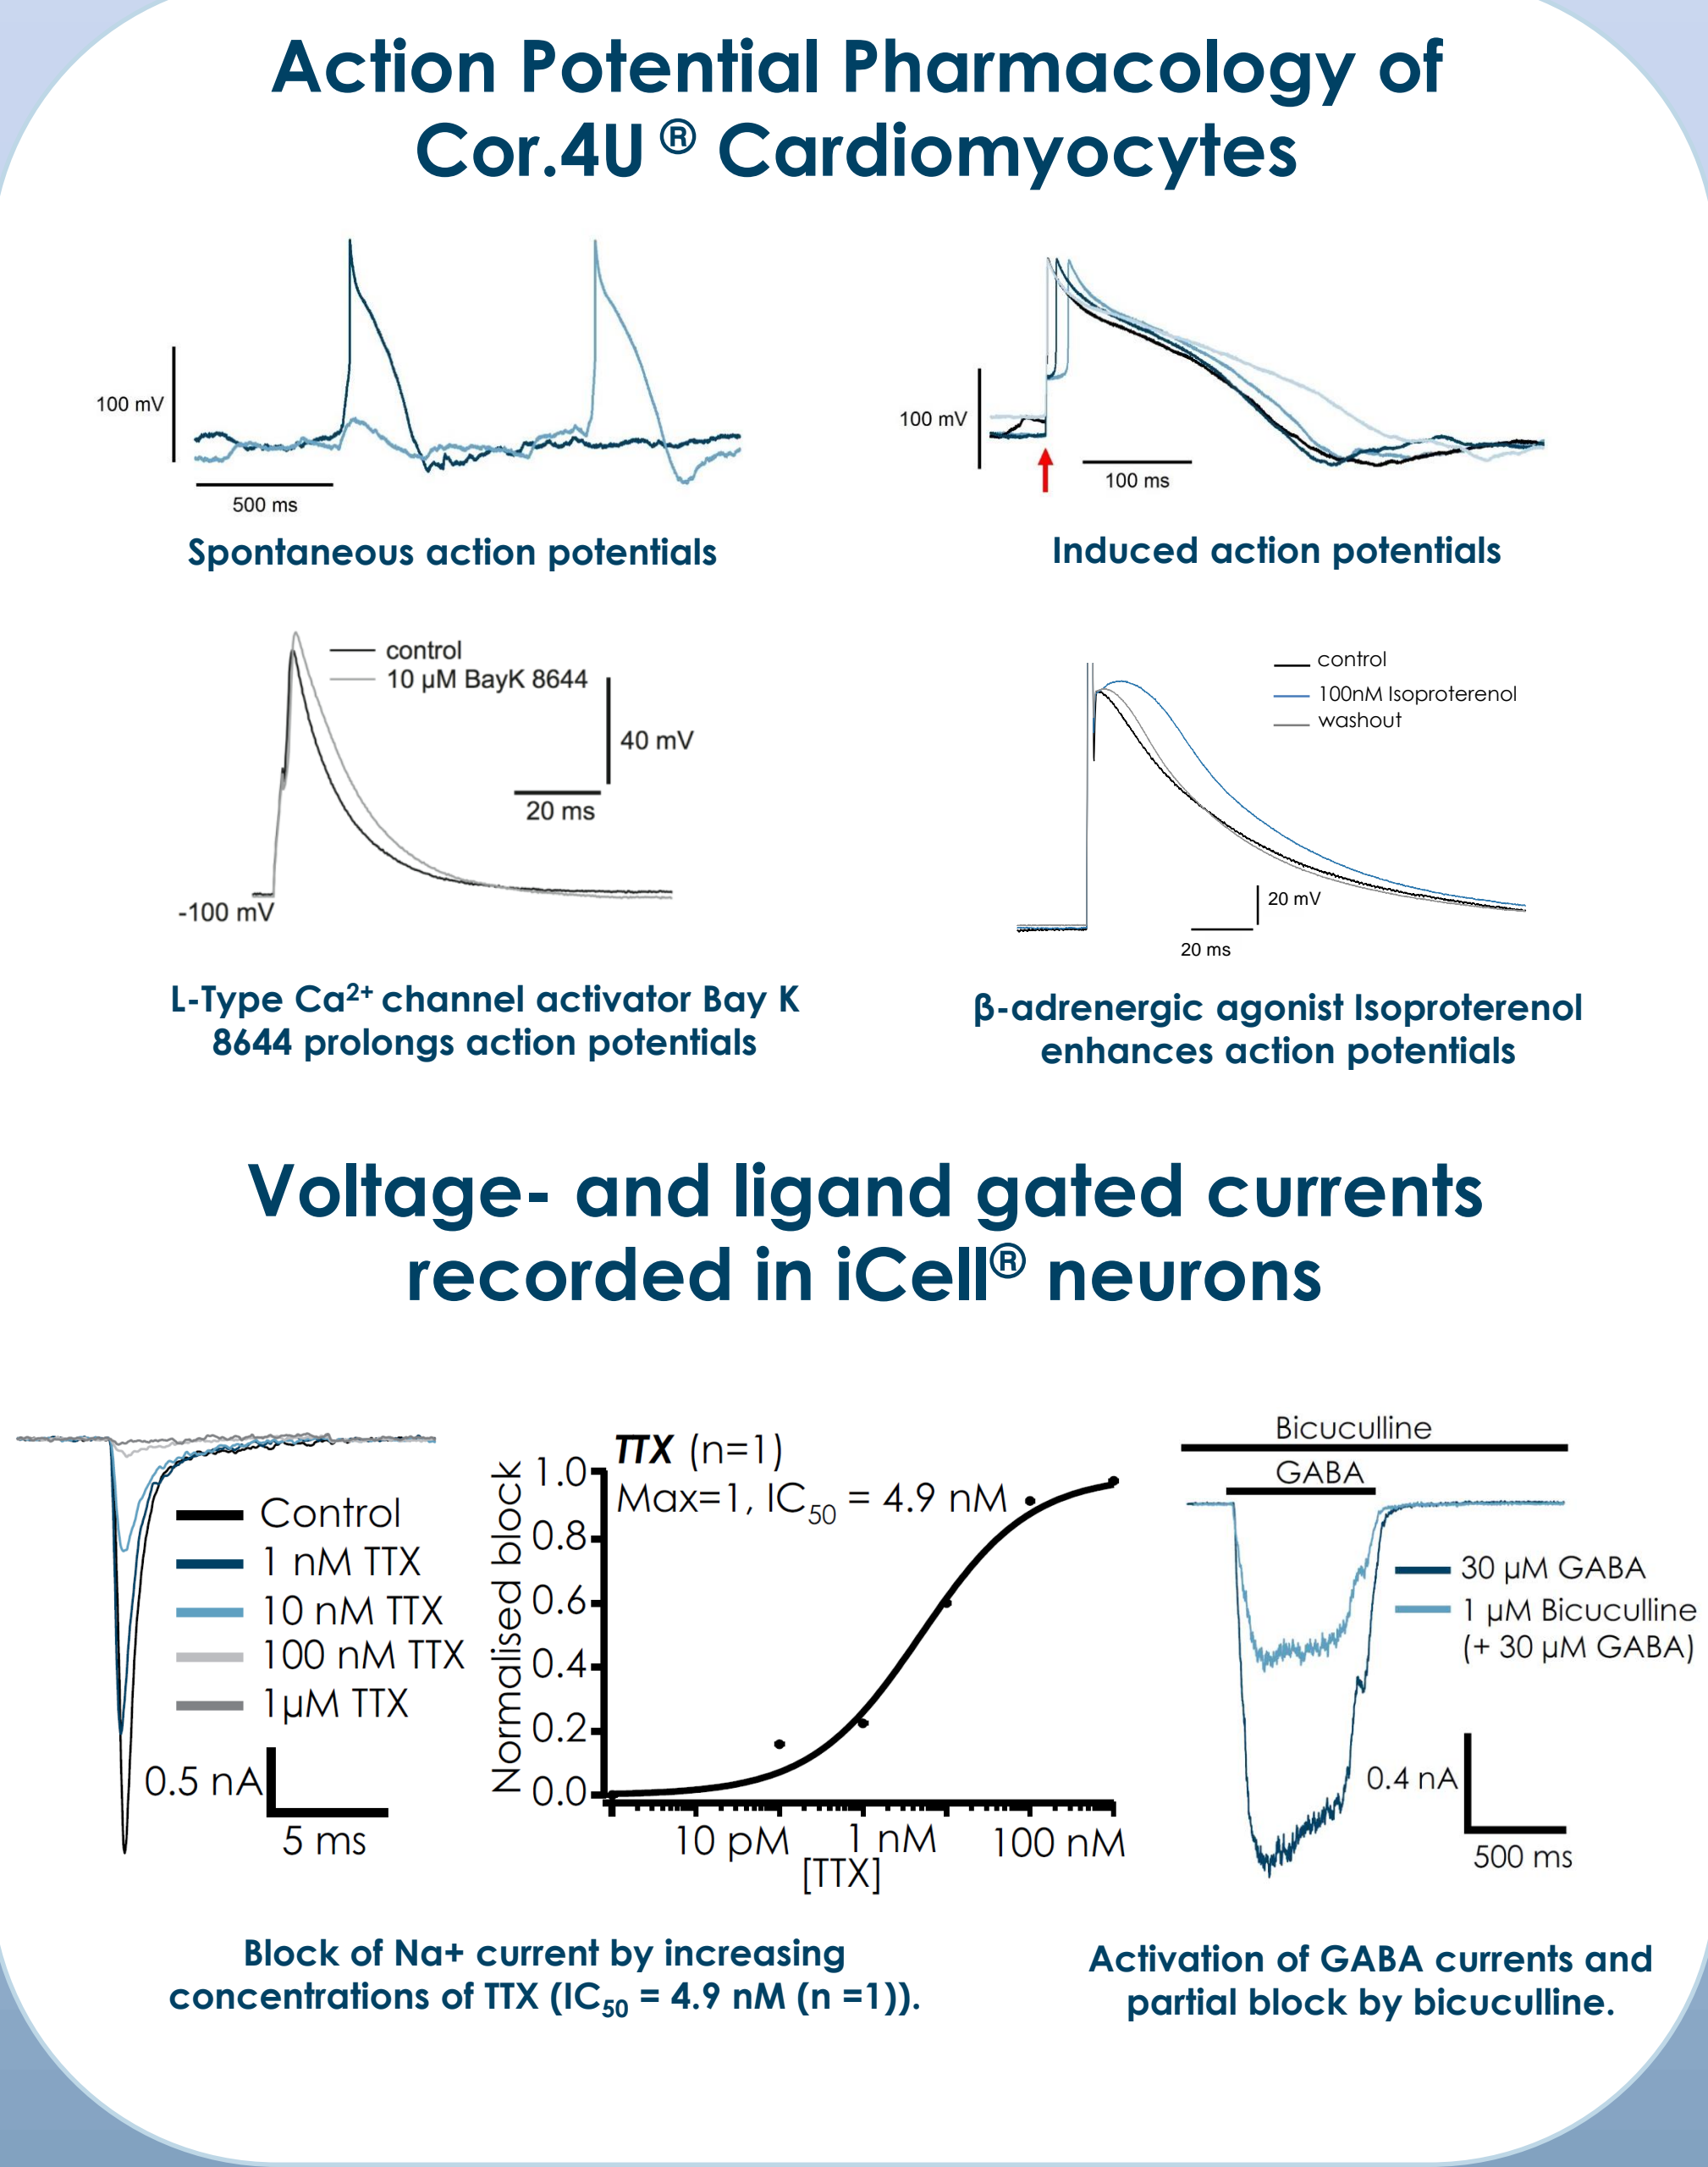 Action Potential Pharmacology of
Cor.4U ® Cardiomyocytes
100 mV
500 ms
Spontaneous action potentials
100 mV
100 ms
Induced action potentials
control
10 µM BayK 8644
40 mV
20 ms
-100 mV
L-Type Ca²⁺ channel activator Bay K
8644 prolongs action potentials
control
100nM Isoproterenol
washout
20 mV
20 ms
β-adrenergic agonist Isoproterenol
enhances action potentials
Voltage- and ligand gated currents
recorded in iCell® neurons
Control
1 nM TTX
10 nM TTX
100 nM TTX
1µM TTX
0.5 nA
5 ms
TTX (n=1)
Max=1, IC₅₀ = 4.9 nM
Normalised block
1.0
0.8
0.6
0.4
0.2
0.0
10 pM 1 nM 100 nM
[TTX]
Block of Na+ current by increasing
concentrations of TTX (IC₅₀ = 4.9 nM (n =1)).
Bicuculline
GABA
30 µM GABA
1 µM Bicuculline
(+ 30 µM GABA)
0.4 nA
500 ms
Activation of GABA currents and
partial block by bicuculline.